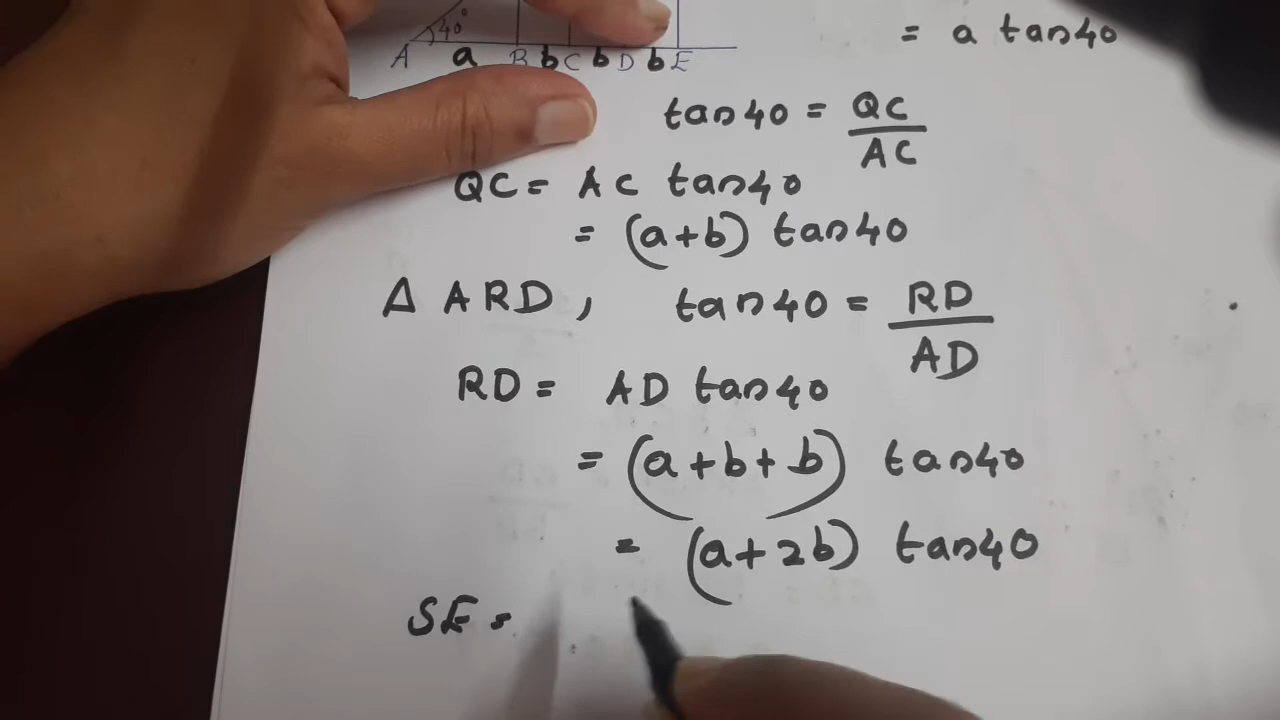 = a tan40
40°
A a B b C b D b E
tan40 = QC
AC
QC = AC tan40
= (a+b) tan40
Δ ARD, tan40 = RD
AD
RD = AD tan40
= (a+b+b) tan40
= (a+2b) tan40
SE =